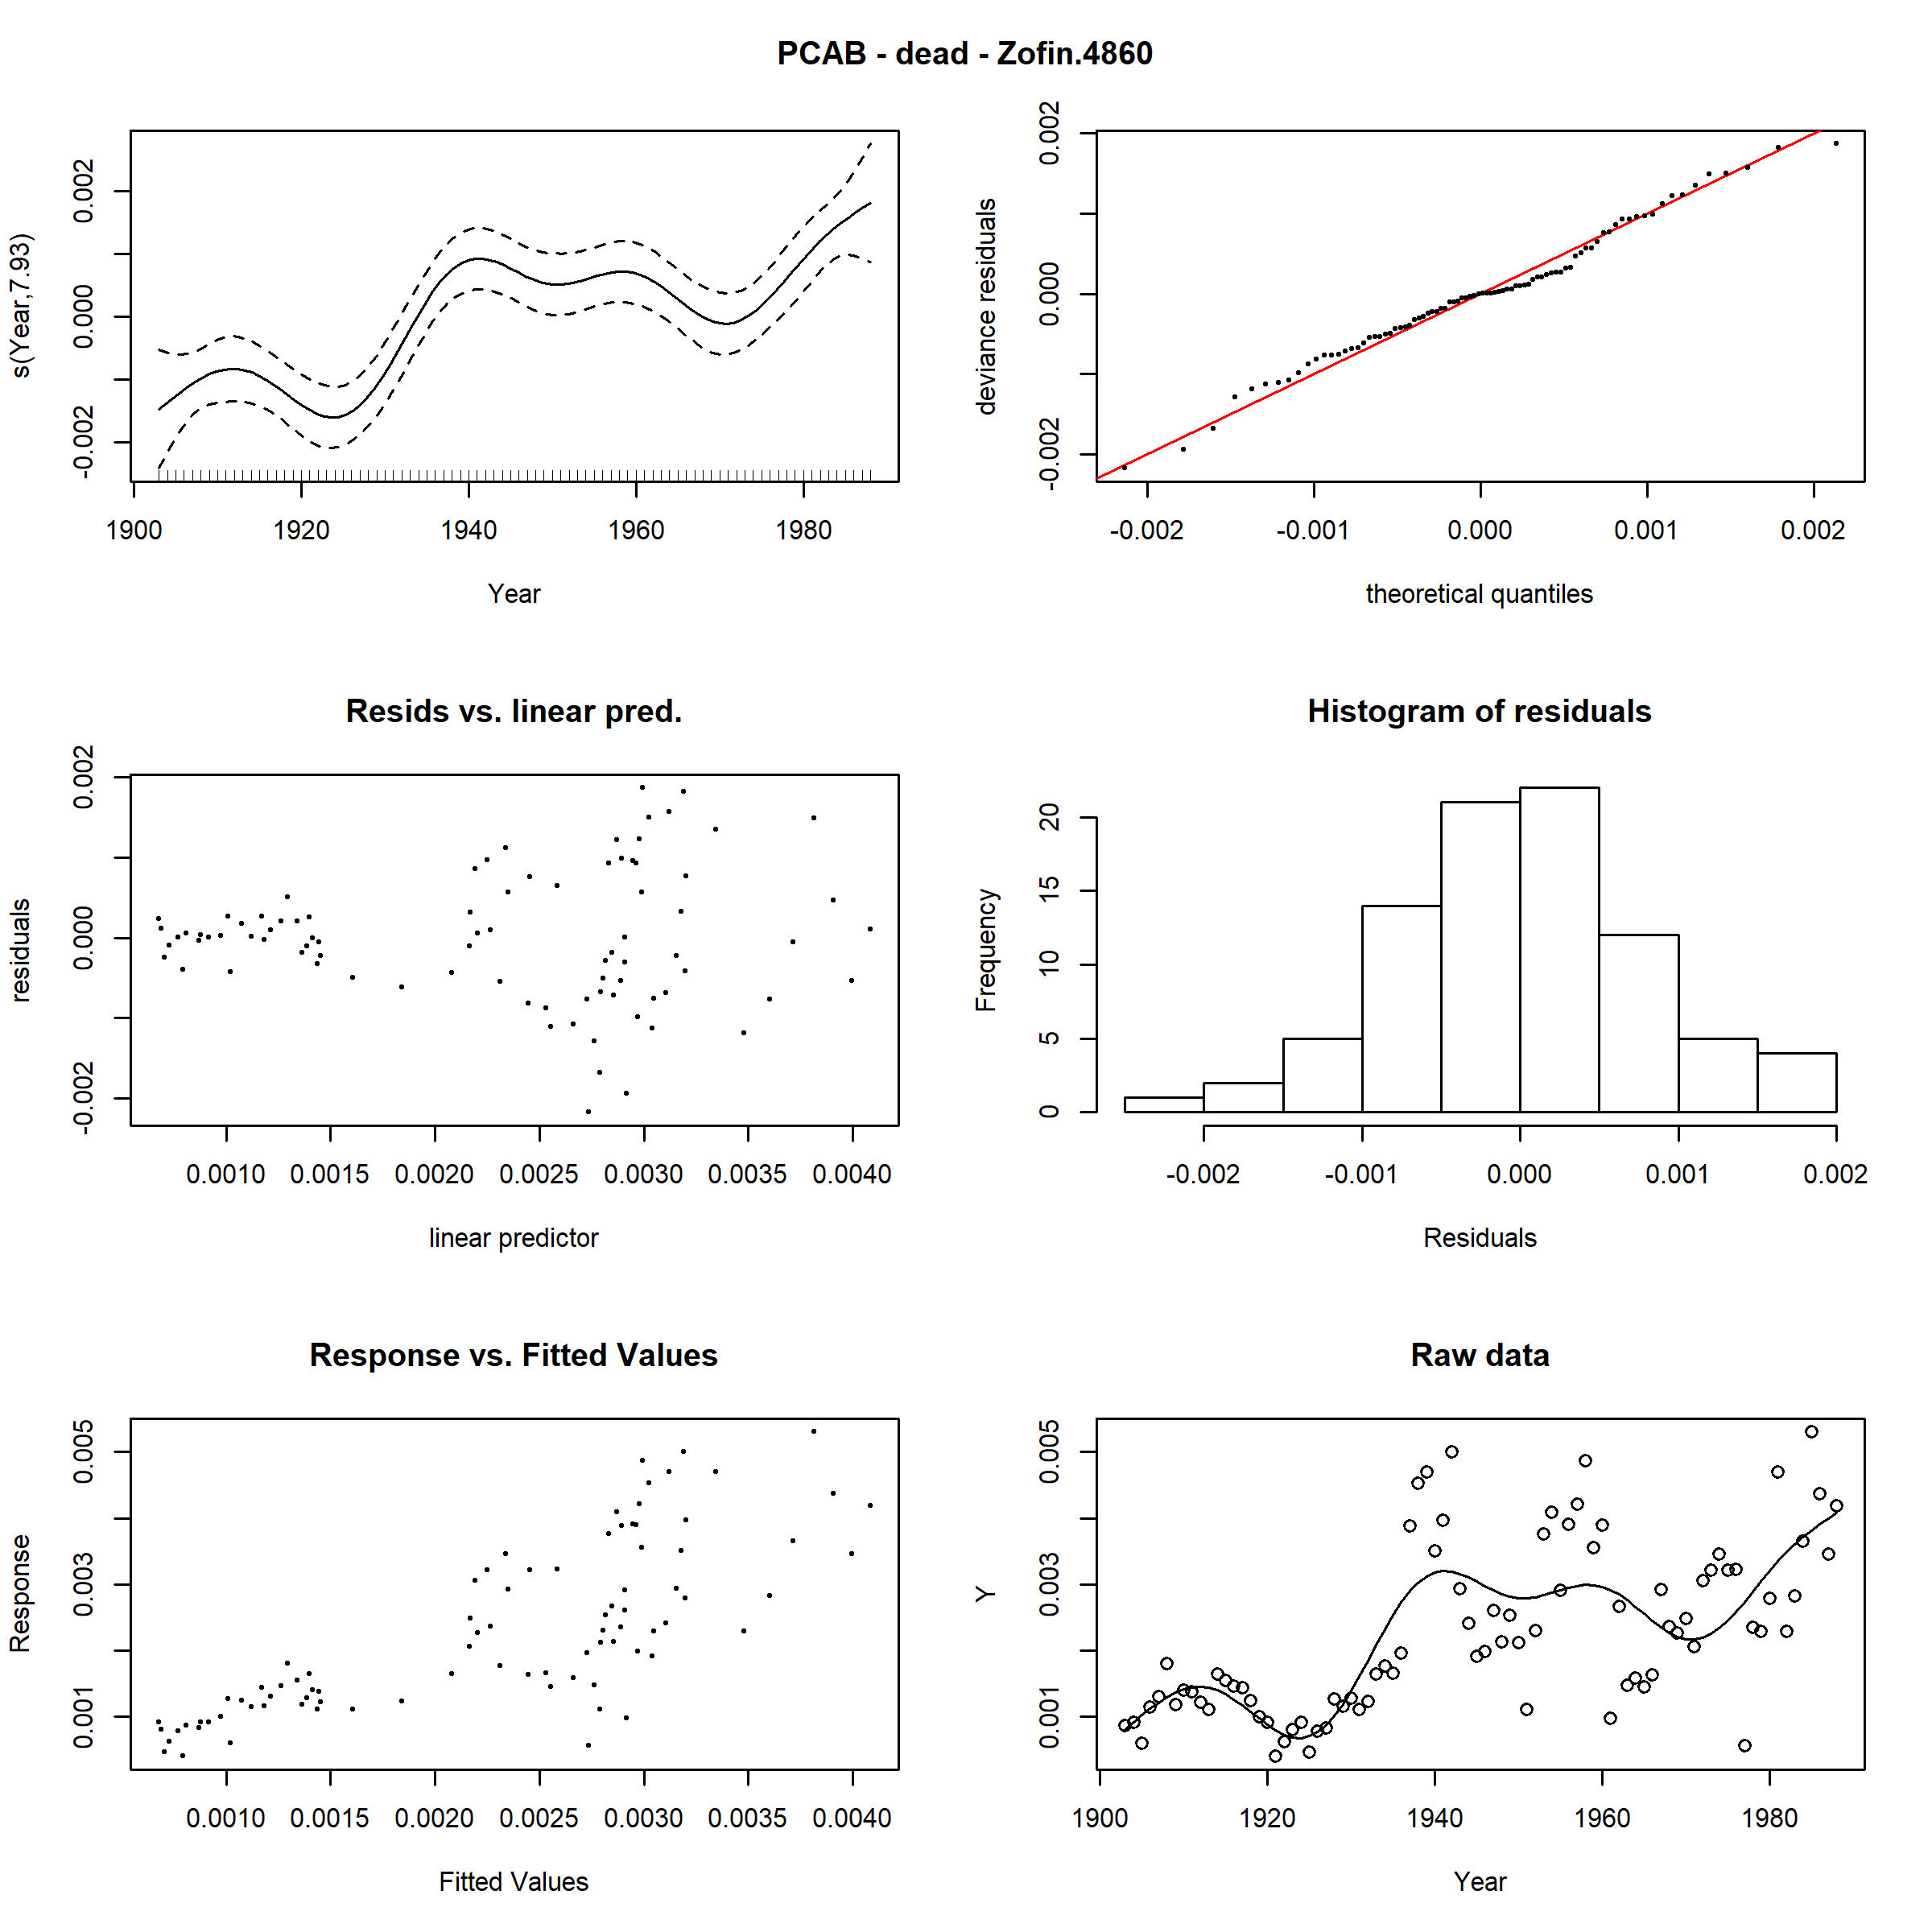 PCAB - dead - Zofin.4860
s(Year,7.93)
-0.002 0.000 0.002
1900 1920 1940 1960 1980
Year
deviance residuals
-0.002 0.000 0.002
-0.002 -0.001 0.000 0.001 0.002
theoretical quantiles
Resids vs. linear pred.
residuals
-0.002 0.000 0.002
0.0010 0.0015 0.0020 0.0025 0.0030 0.0035 0.0040
linear predictor
Histogram of residuals
Frequency
0 5 10 15 20
-0.002 -0.001 0.000 0.001 0.002
Residuals
Response vs. Fitted Values
Response
0.001 0.003 0.005
0.0010 0.0015 0.0020 0.0025 0.0030 0.0035 0.0040
Fitted Values
Raw data
Y
0.001 0.003 0.005
1900 1920 1940 1960 1980
Year